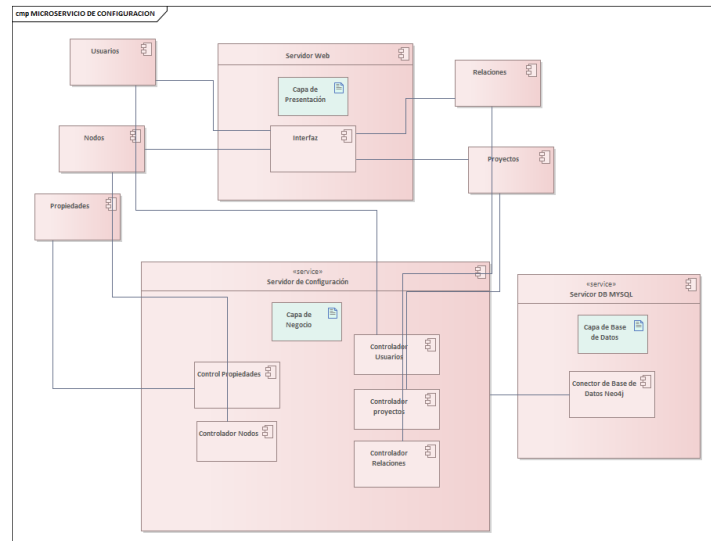 cmp MICROSERVICIO DE CONFIGURACION
Usuarios
Servidor Web
Relaciones
Capa de
Presentación
Nodos
Interfaz
Proyectos
Propiedades
«service»
Servidor de Configuración
«service»
Servicor DB MYSQL
Capa de
Negocio
Capa de Base
de Datos
Controlador
Usuarios
Control Propiedades
Conector de Base de
Datos Neo4j
Controlador
proyectos
Controlador Nodos
Controlador
Relaciones